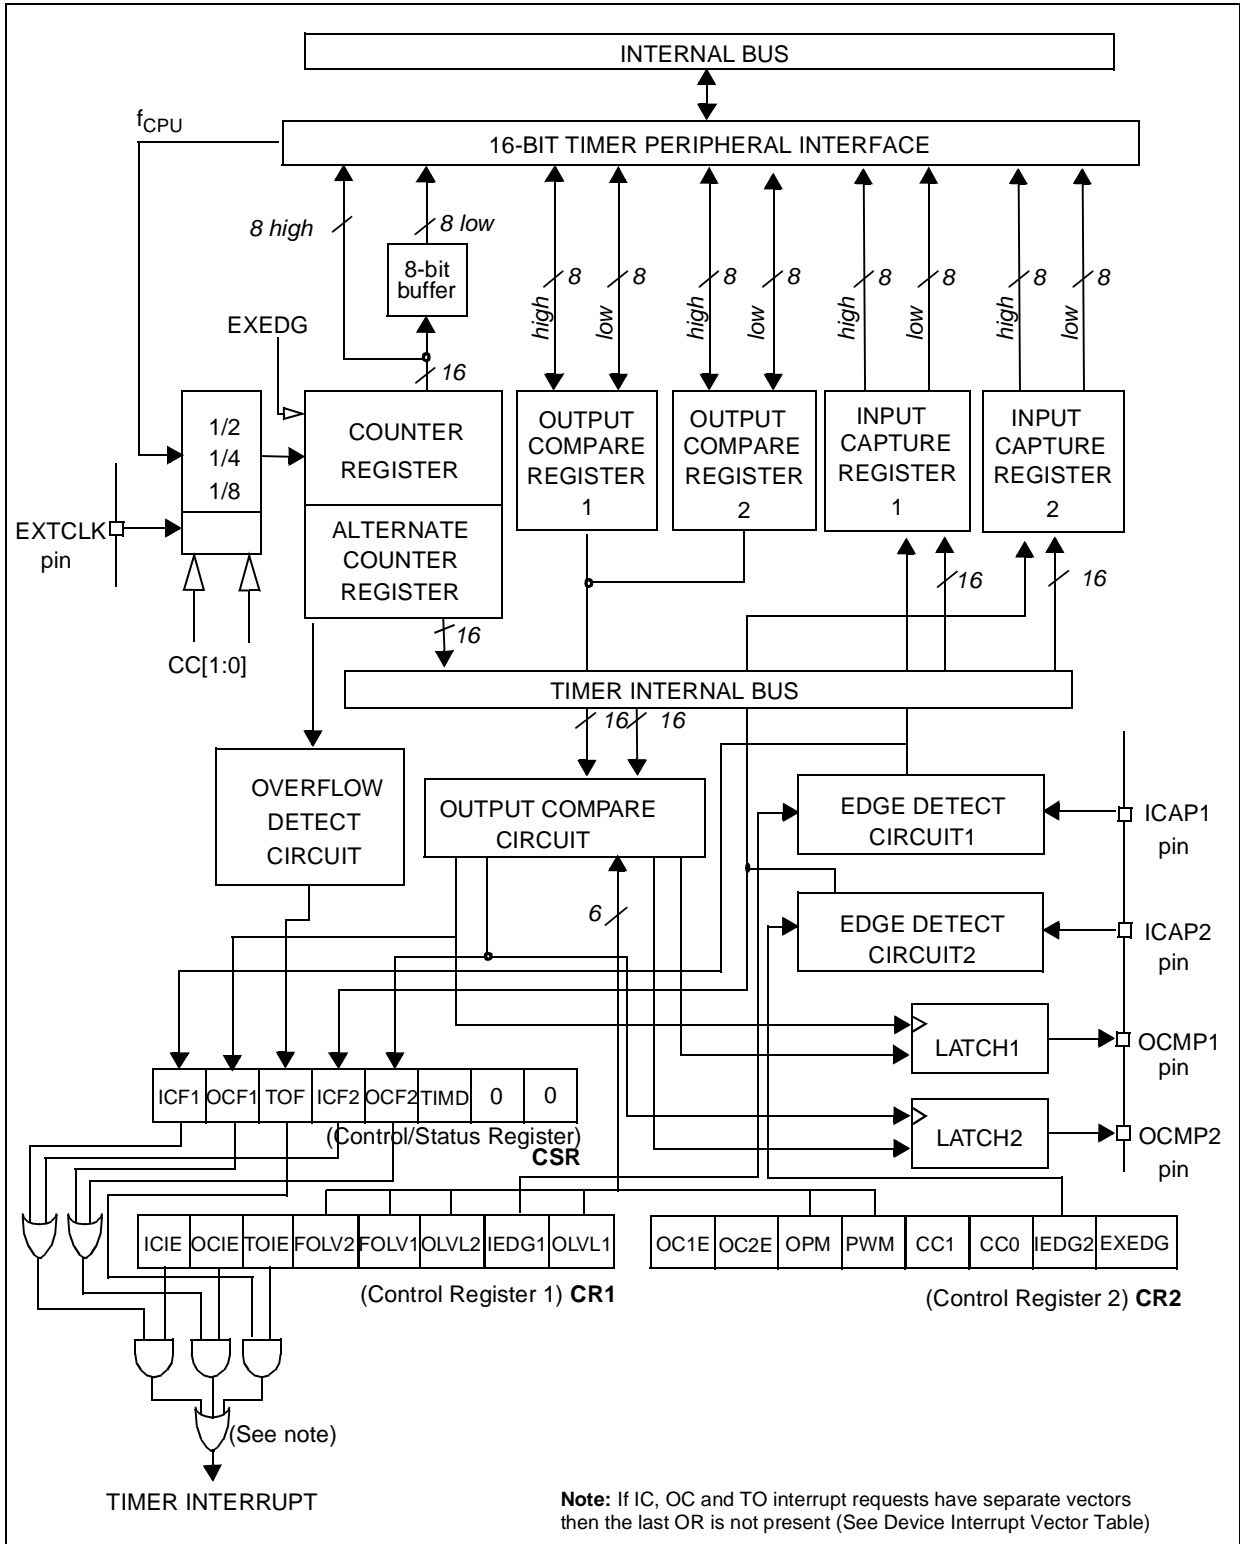 INTERNAL BUS
fCPU
16-BIT TIMER PERIPHERAL INTERFACE
8 high
8 low
8-bit
buffer
high
8
low
8
high
8
low
8
high
8
low
8
high
8
low
8
EXEDG
16
1/2
1/4
1/8
COUNTER
REGISTER
ALTERNATE
COUNTER
REGISTER
OUTPUT
COMPARE
REGISTER
1
OUTPUT
COMPARE
REGISTER
2
INPUT
CAPTURE
REGISTER
1
INPUT
CAPTURE
REGISTER
2
EXTCLK
pin
CC[1:0]
16
16
16
TIMER INTERNAL BUS
16
16
OVERFLOW
DETECT
CIRCUIT
OUTPUT COMPARE
CIRCUIT
6
EDGE DETECT
CIRCUIT1
ICAP1
pin
EDGE DETECT
CIRCUIT2
ICAP2
pin
LATCH1
OCMP1
pin
LATCH2
OCMP2
pin
ICF1 OCF1 TOF ICF2 OCF2 TIMD 0 0
(Control/Status Register)
CSR
ICIE OCIE TOIE FOLV2 FOLV1 OLVL2 IEDG1 OLVL1
(Control Register 1) CR1
OC1E OC2E OPM PWM CC1 CC0 IEDG2 EXEDG
(Control Register 2) CR2
(See note)
TIMER INTERRUPT
Note: If IC, OC and TO interrupt requests have separate vectors
then the last OR is not present (See Device Interrupt Vector Table)